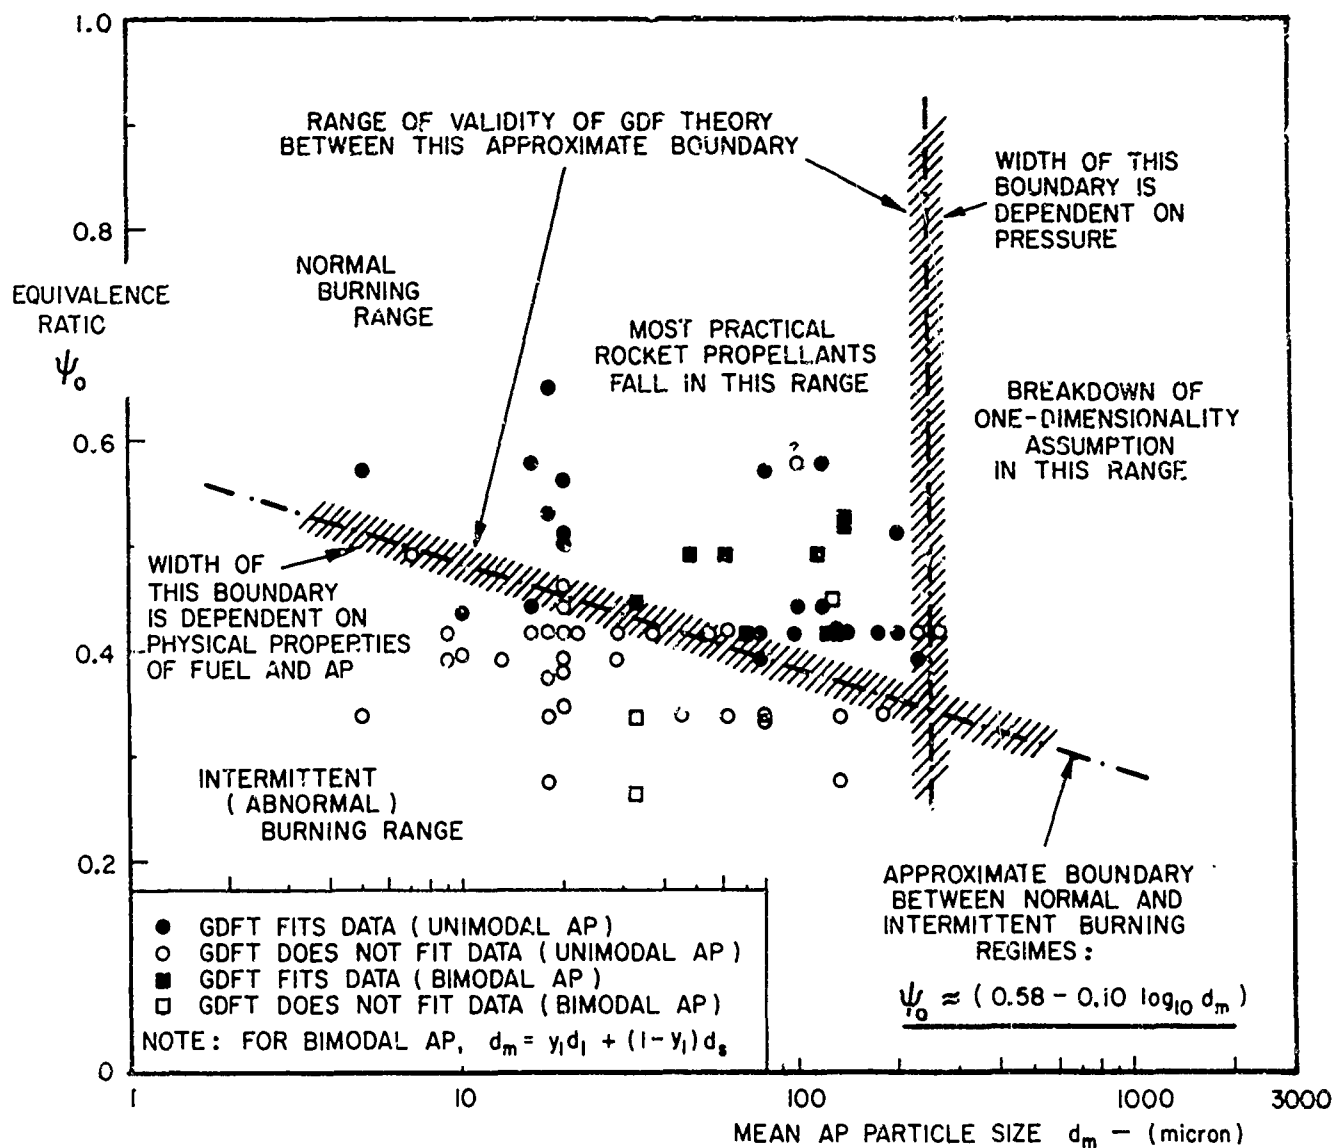 1.0
0.8
0.6
0.4
0.2
0
EQUIVALENCE
RATIC
ψo
RANGE OF VALIDITY OF GDF THEORY
BETWEEN THIS APPROXIMATE BOUNDARY
WIDTH OF THIS
BOUNDARY IS
DEPENDENT ON
PRESSURE
NORMAL
BURNING
RANGE
MOST PRACTICAL
ROCKET PROPELLANTS
FALL IN THIS RANGE
BREAKDOWN OF
ONE-DIMENSIONALITY
ASSUMPTION
IN THIS RANGE
?
WIDTH OF
THIS BOUNDARY
IS DEPENDENT ON
PHYSICAL PROPERTIES
OF FUEL AND AP
INTERMITTENT
(ABNORMAL)
BURNING RANGE
APPROXIMATE BOUNDARY
BETWEEN NORMAL AND
INTERMITTENT BURNING
REGIMES:
ψo ≈ (0.58 – 0.10 log10 dm)
● GDFT FITS DATA (UNIMODAL AP)
○ GDFT DOES NOT FIT DATA (UNIMODAL AP)
■ GDFT FITS DATA (BIMODAL AP)
□ GDFT DOES NOT FIT DATA (BIMODAL AP)
NOTE: FOR BIMODAL AP, dm = y1d1 + (1-y1)ds
1
10
100
1000
3000
MEAN AP PARTICLE SIZE dm — (micron)